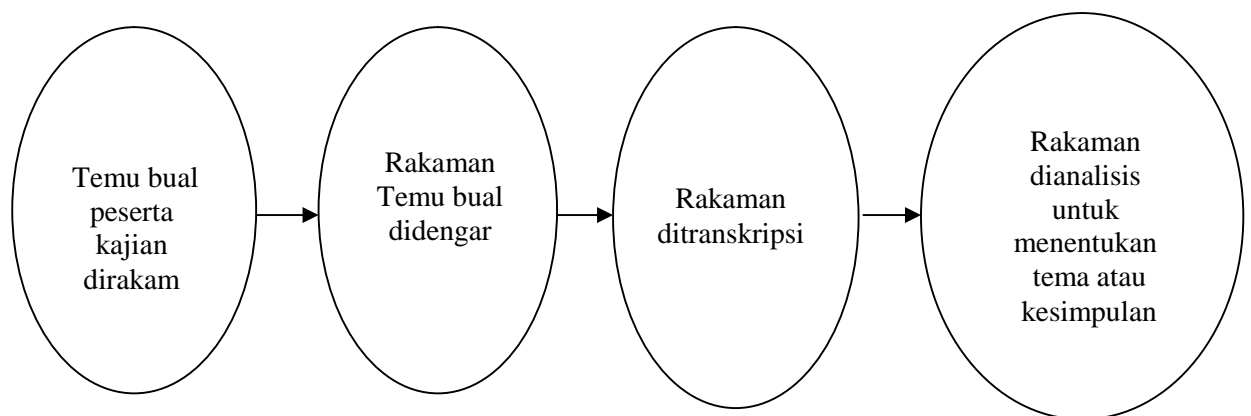 Temu bual
peserta
kajian
dirakam
Rakaman
Temu bual
didengar
Rakaman
ditranskripsi
Rakaman
dianalisis
untuk
menentukan
tema atau
kesimpulan